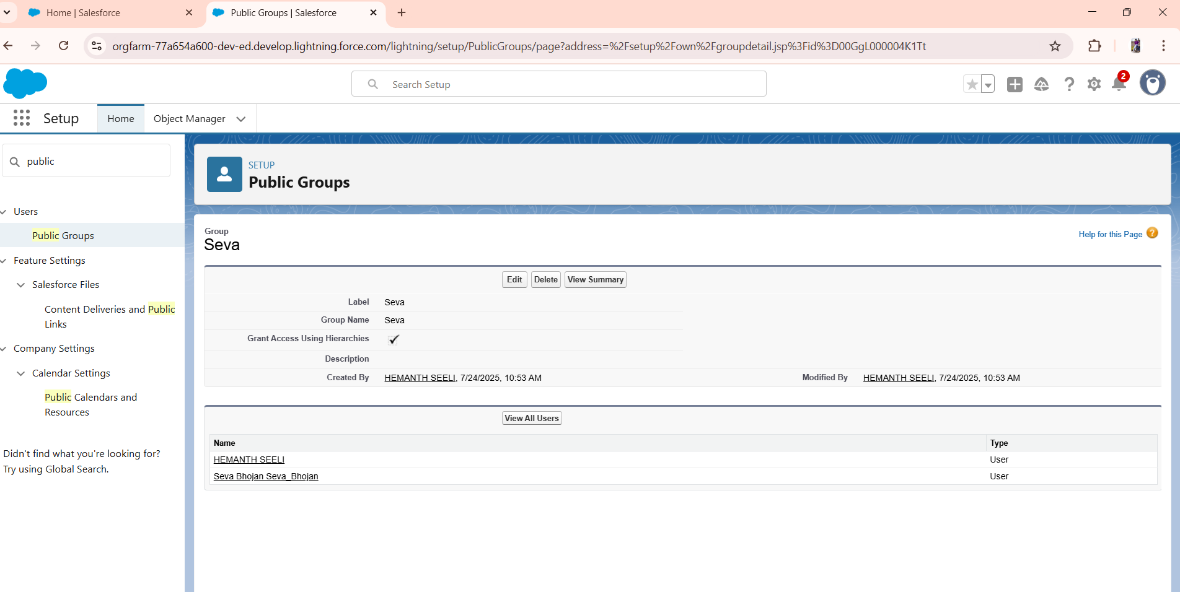 Home | Salesforce
Public Groups | Salesforce
orgfarm-77a654a600-dev-ed.develop.lightning.force.com/lightning/setup/PublicGroups/page?address=%2Fsetup%2Fown%2Fgroupdetail.jsp%3Fid%3D00GgL000004K1Tt
Search Setup
2
Setup
Home
Object Manager
public
Users
Public Groups
Feature Settings
Salesforce Files
Content Deliveries and Public
Links
Company Settings
Calendar Settings
Public Calendars and
Resources
Didn't find what you're looking for?
Try using Global Search.
SETUP
Public Groups
Group
Seva
Help for this Page
Edit Delete View Summary
Label Seva
Group Name Seva
Grant Access Using Hierarchies ✓
Description
Created By HEMANTH SEELI, 7/24/2025, 10:53 AM Modified By HEMANTH SEELI, 7/24/2025, 10:53 AM
View All Users
Name Type
HEMANTH SEELI User
Seva Bhojan Seva_Bhojan User